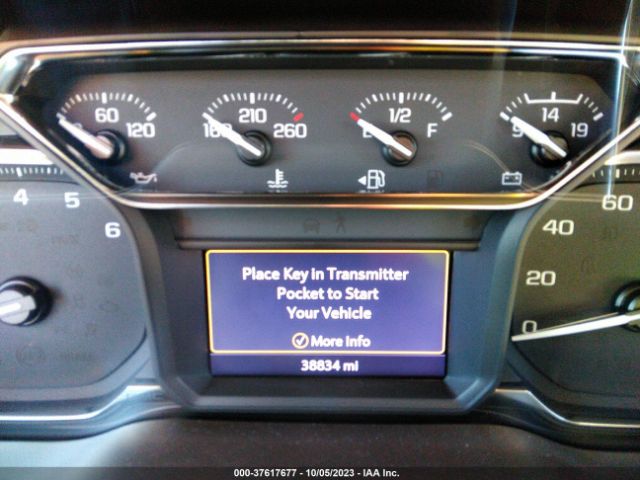 60 210 1/2 14
0 120 180 260 E F 9 19
4 5 6
60
40
20
0
Place Key in Transmitter
Pocket to Start
Your Vehicle
More Info
38834 mi
000-37617677 - 10/05/2023 - IAA Inc.